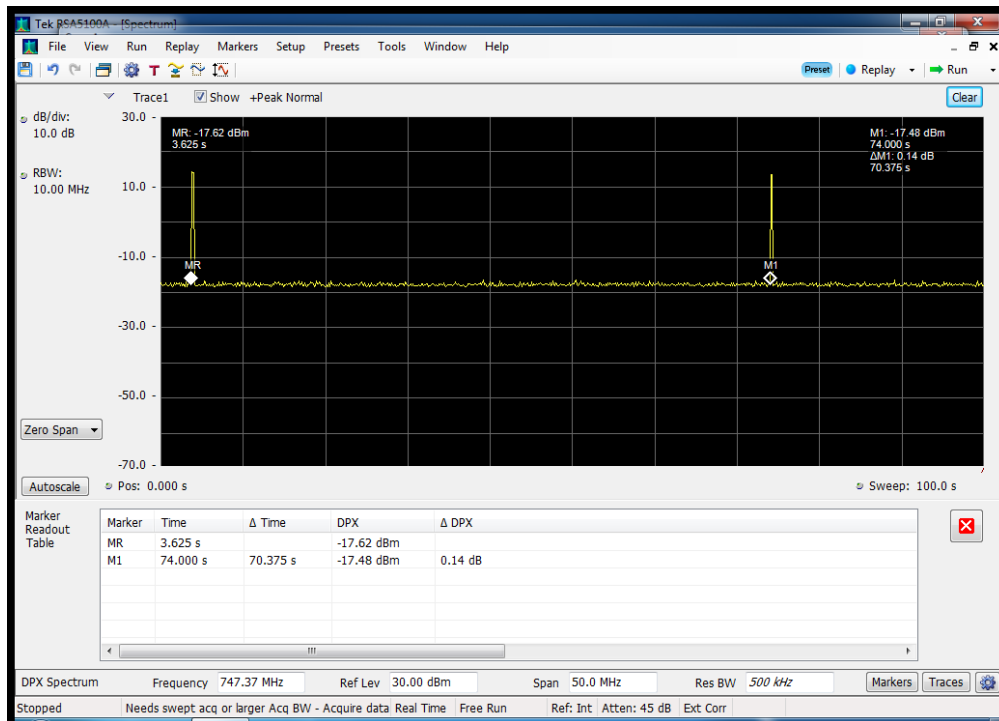 Tek RSA5100A - [Spectrum]
File View Run Replay Markers Setup Presets Tools Window Help
T
Preset Replay Run
Trace1 Show +Peak Normal Clear
dB/div:
10.0 dB
RBW:
10.00 MHz
30.0
10.0
-10.0
-30.0
-50.0
-70.0
MR: -17.62 dBm
3.625 s
M1: -17.48 dBm
74.000 s
ΔM1: 0.14 dB
70.375 s
MR
M1
Zero Span
Autoscale Pos: 0.000 s Sweep: 100.0 s
Marker
Readout
Table
Marker Time Δ Time DPX Δ DPX
MR 3.625 s -17.62 dBm
M1 74.000 s 70.375 s -17.48 dBm 0.14 dB
DPX Spectrum Frequency 747.37 MHz Ref Lev 30.00 dBm Span 50.0 MHz Res BW 500 kHz Markers Traces
Stopped Needs swept acq or larger Acq BW - Acquire data Real Time Free Run Ref: Int Atten: 45 dB Ext Corr